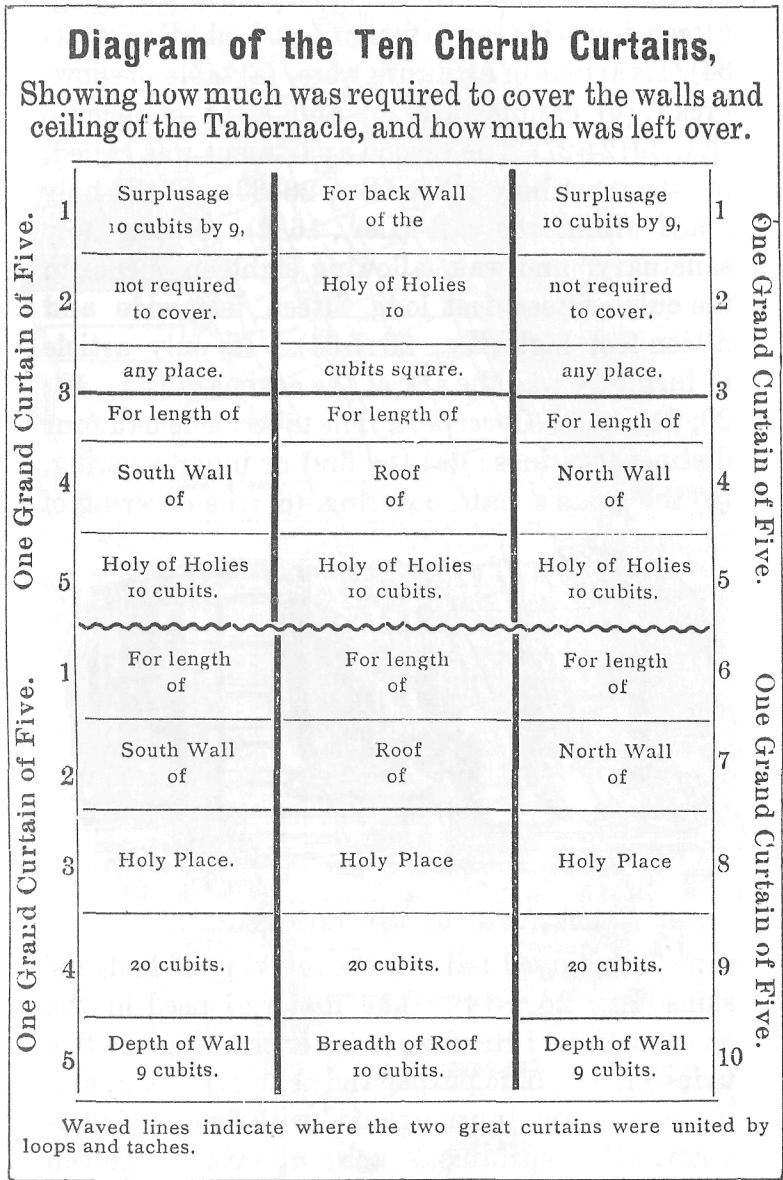 Diagram of the Ten Cherub Curtains,
Showing how much was required to cover the walls and
ceiling of the Tabernacle, and how much was left over.
One Grand Curtain of Five.
One Grand Curtain of Five.
1
Surplusage
10 cubits by 9,
For back Wall
of the
Surplusage
10 cubits by 9,
1
2
not required
to cover.
Holy of Holies
10
not required
to cover.
2
3
any place.
cubits square.
any place.
3
For length of
For length of
For length of
4
South Wall
of
Roof
of
North Wall
of
4
5
Holy of Holies
10 cubits.
Holy of Holies
10 cubits.
Holy of Holies
10 cubits.
5
One Grand Curtain of Five.
One Grand Curtain of Five.
1
For length
of
For length
of
For length
of
6
2
South Wall
of
Roof
of
North Wall
of
7
3
Holy Place.
Holy Place
Holy Place
8
4
20 cubits.
20 cubits.
20 cubits.
9
5
Depth of Wall
9 cubits.
Breadth of Roof
10 cubits.
Depth of Wall
9 cubits.
10
Waved lines indicate where the two great curtains were united by
loops and taches.